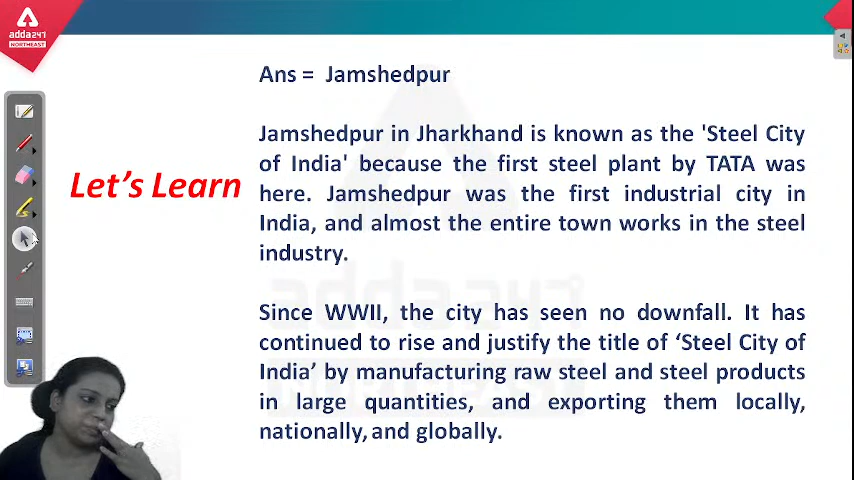 adda247
NORTHEAST
Ans = Jamshedpur
Let's Learn
Jamshedpur in Jharkhand is known as the 'Steel City
of India' because the first steel plant by TATA was
here. Jamshedpur was the first industrial city in
India, and almost the entire town works in the steel
industry.
Since WWII, the city has seen no downfall. It has
continued to rise and justify the title of ‘Steel City of
India’ by manufacturing raw steel and steel products
in large quantities, and exporting them locally,
nationally, and globally.
adda247
NORTHEAST